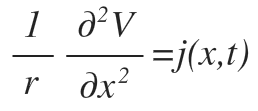 1/r ∂²V/∂x² =j(x,t)